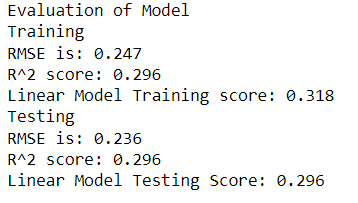 Evaluation of Model
Training
RMSE is: 0.247
R^2 score: 0.296
Linear Model Training score: 0.318
Testing
RMSE is: 0.236
R^2 score: 0.296
Linear Model Testing Score: 0.296